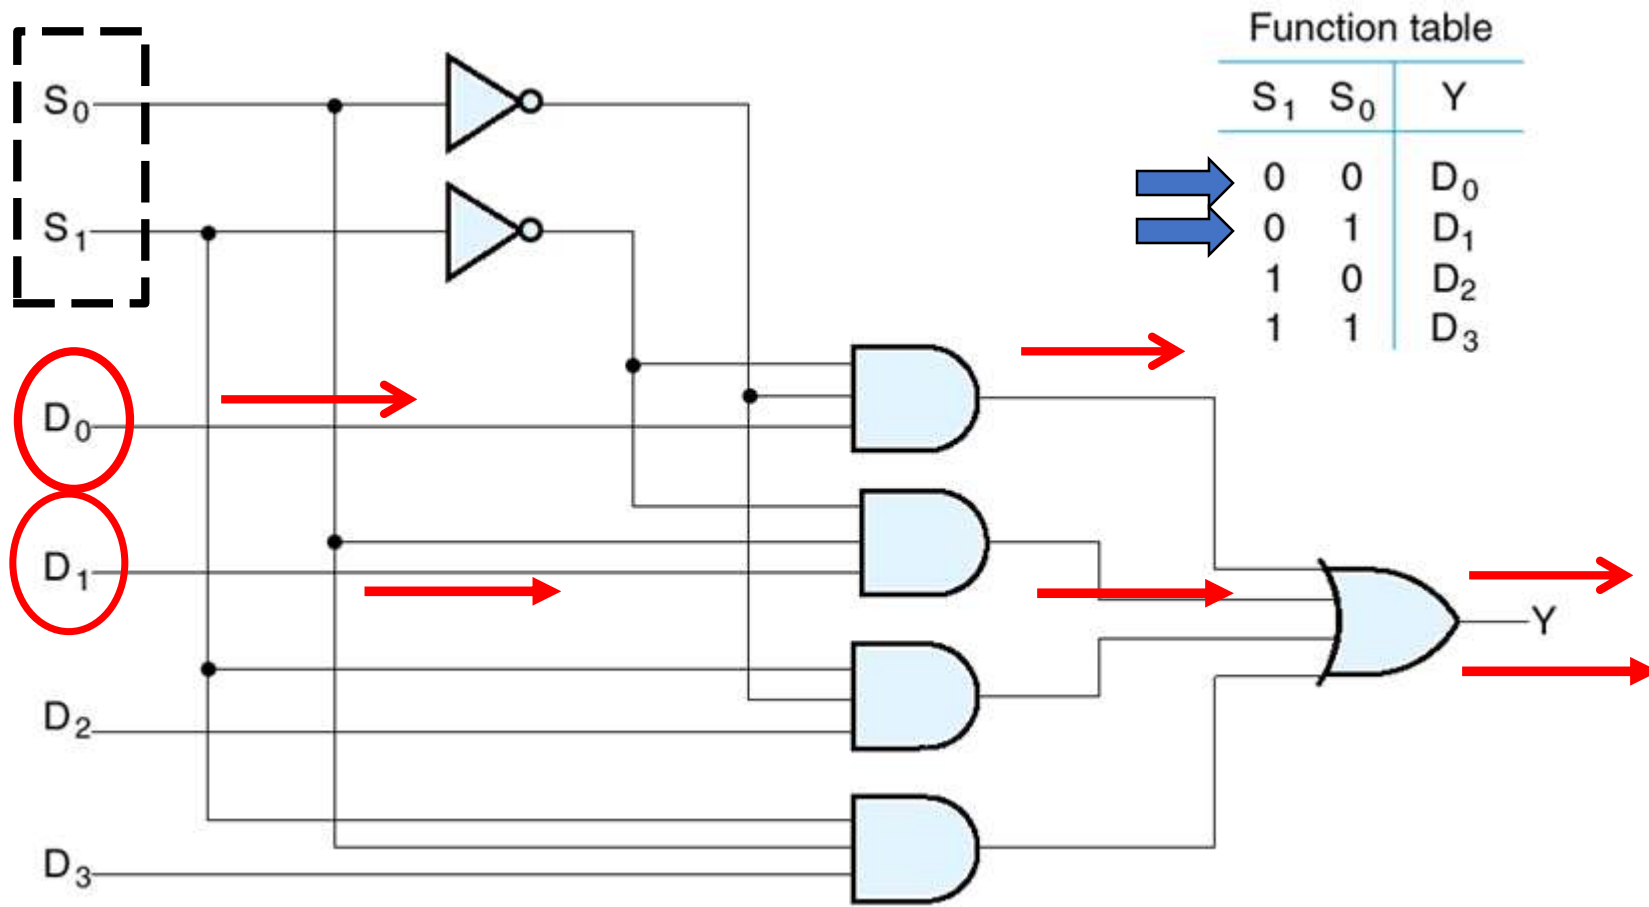 Function table
S1 S0 Y
0 0 D0
0 1 D1
1 0 D2
1 1 D3
S0
S1
D0
D1
D2
D3
Y